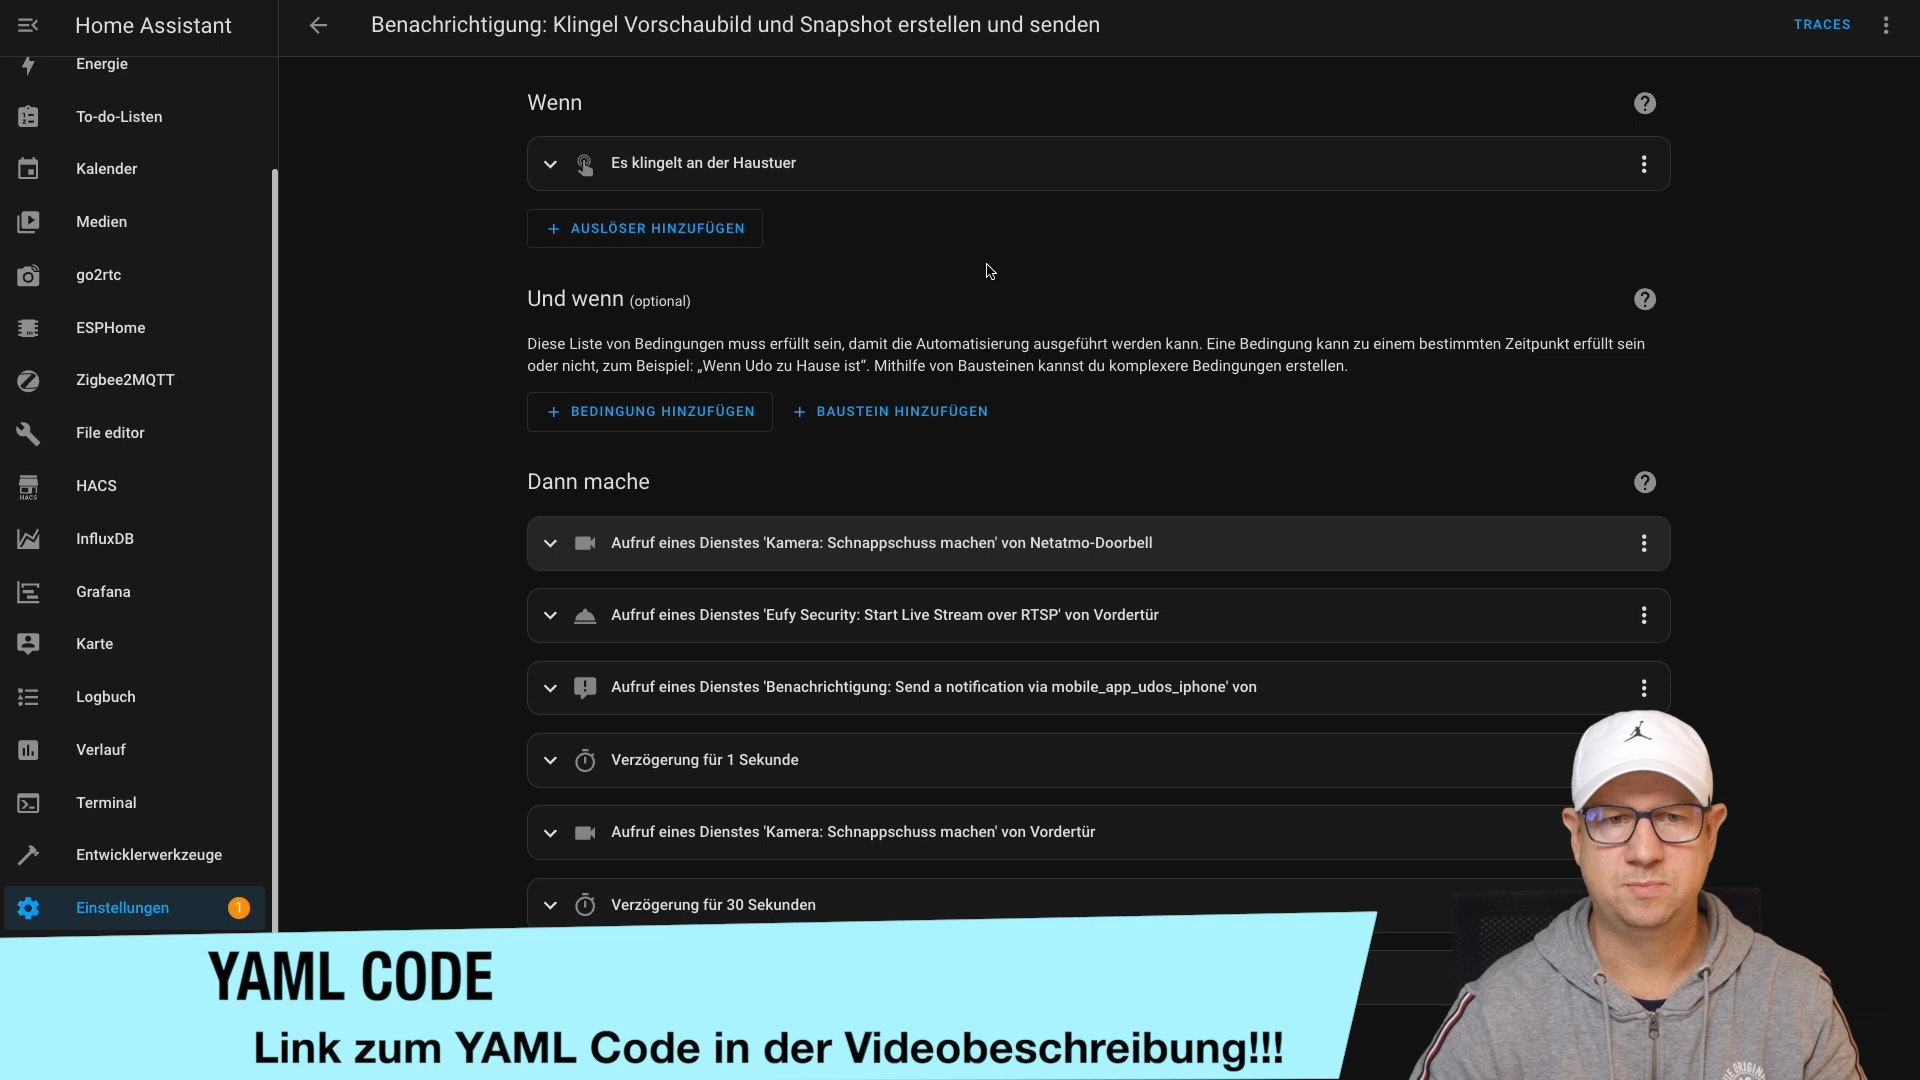 Home Assistant
Benachrichtigung: Klingel Vorschaubild und Snapshot erstellen und senden
TRACES
Energie
To-do-Listen
Kalender
Medien
go2rtc
ESPHome
Zigbee2MQTT
File editor
HACS
HACS
InfluxDB
Grafana
Karte
Logbuch
Verlauf
Terminal
Entwicklerwerkzeuge
Einstellungen 1
Wenn
Es klingelt an der Haustuer
+ AUSLÖSER HINZUFÜGEN
Und wenn (optional)
Diese Liste von Bedingungen muss erfüllt sein, damit die Automatisierung ausgeführt werden kann. Eine Bedingung kann zu einem bestimmten Zeitpunkt erfüllt sein
oder nicht, zum Beispiel: „Wenn Udo zu Hause ist“. Mithilfe von Bausteinen kannst du komplexere Bedingungen erstellen.
+ BEDINGUNG HINZUFÜGEN + BAUSTEIN HINZUFÜGEN
Dann mache
Aufruf eines Dienstes 'Kamera: Schnappschuss machen' von Netatmo-Doorbell
Aufruf eines Dienstes 'Eufy Security: Start Live Stream over RTSP' von Vordertür
Aufruf eines Dienstes 'Benachrichtigung: Send a notification via mobile_app_udos_iphone' von
Verzögerung für 1 Sekunde
Aufruf eines Dienstes 'Kamera: Schnappschuss machen' von Vordertür
Verzögerung für 30 Sekunden
YAML CODE
Link zum YAML Code in der Videobeschreibung!!!